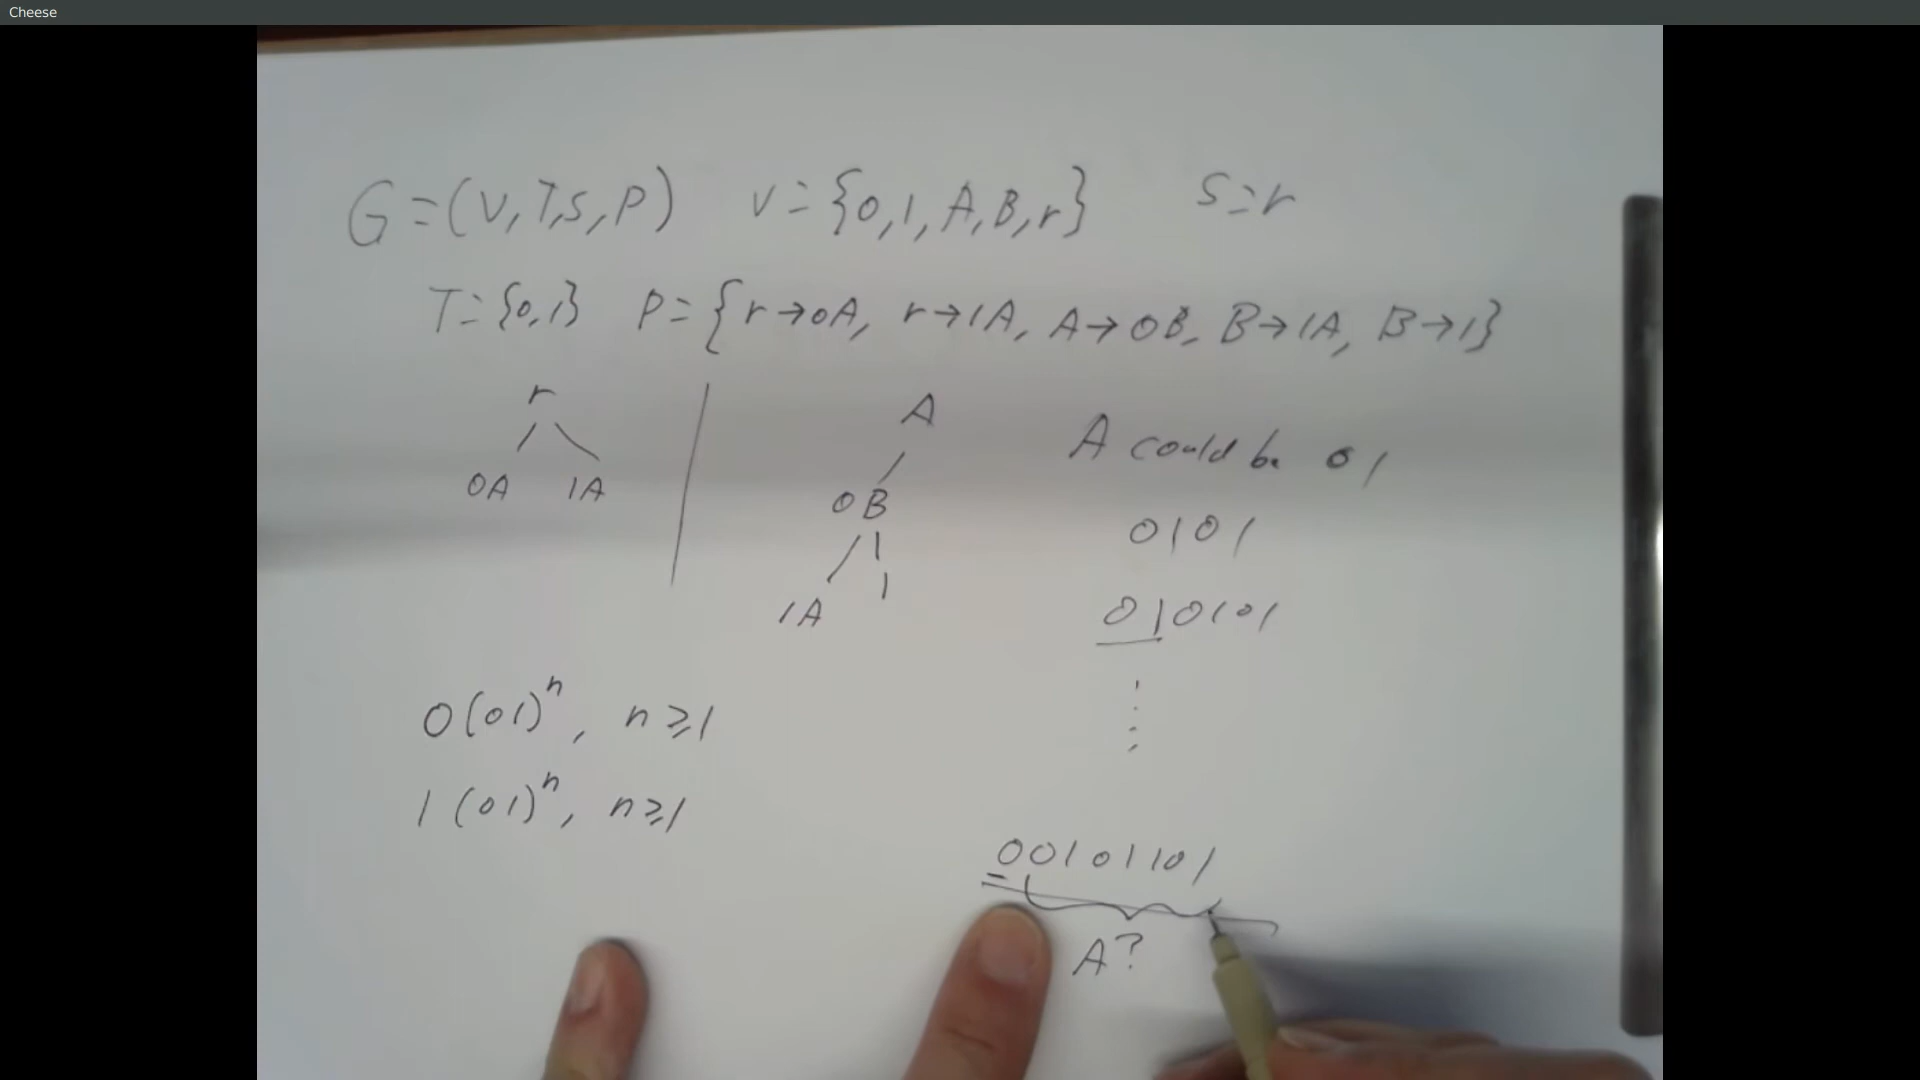 Cheese
G=(V,T,S,P) V={0,1,A,B,r} S=r
T={0,1} P={r→0A, r→1A, A→0B, B→1A, B→1}
r
0A 1A
A
0B
1A 1
A could be 01
0101
010101
⋮
0(01)ⁿ, n≥1
1(01)ⁿ, n≥1
00101101
A?